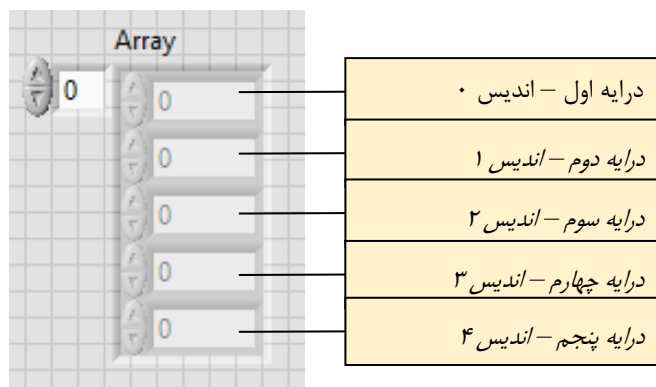 Array
0
0
درایه اول – اندیس ۰
0
درایه دوم – اندیس ۱
0
درایه سوم – اندیس ۲
0
درایه چهارم – اندیس ۳
0
درایه پنجم – اندیس ۴